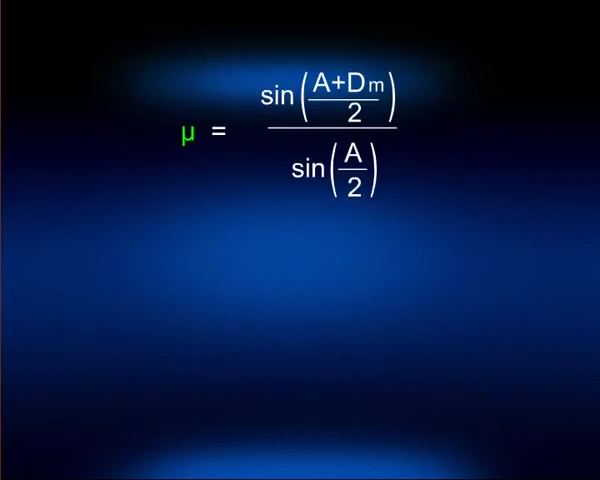 μ = sin(A+Dm/2)
sin(A/2)